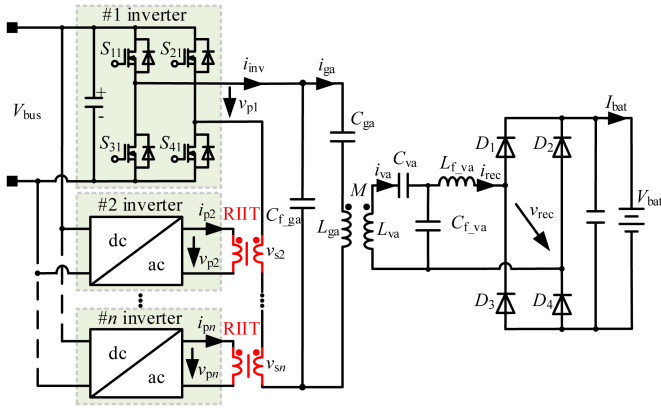 #1 inverter
S11
S21
S31
S41
+
-
Vbus
iinv
vp1
iga
Cga
Cf_ga
Lga
M
Lva
iva
Cva
Lf_va
irec
Cf_va
vrec
D1
D2
D3
D4
Ibat
Vbat
#2 inverter
dc
ac
ip2
vp2
RIIT
vs2
#n inverter
dc
ac
ipn
vpn
RIIT
vsn